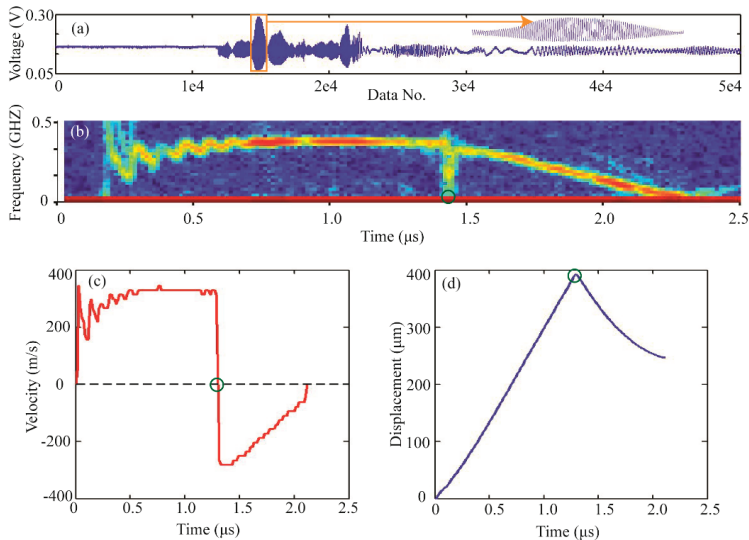 0.30
(a)
Voltage (V)
0.05
0
1e4
2e4
3e4
4e4
5e4
Data No.
0.5
(b)
Frequency (GHZ)
0
0
0.5
1.0
1.5
2.0
2.5
Time (μs)
400
(c)
200
Velocity (m/s)
0
-200
-400
0
0.5
1.0
1.5
2.0
2.5
Time (μs)
400
(d)
300
Displacement (μm)
200
400
0
0
0.5
1.0
1.5
2.0
2.5
Time (μs)